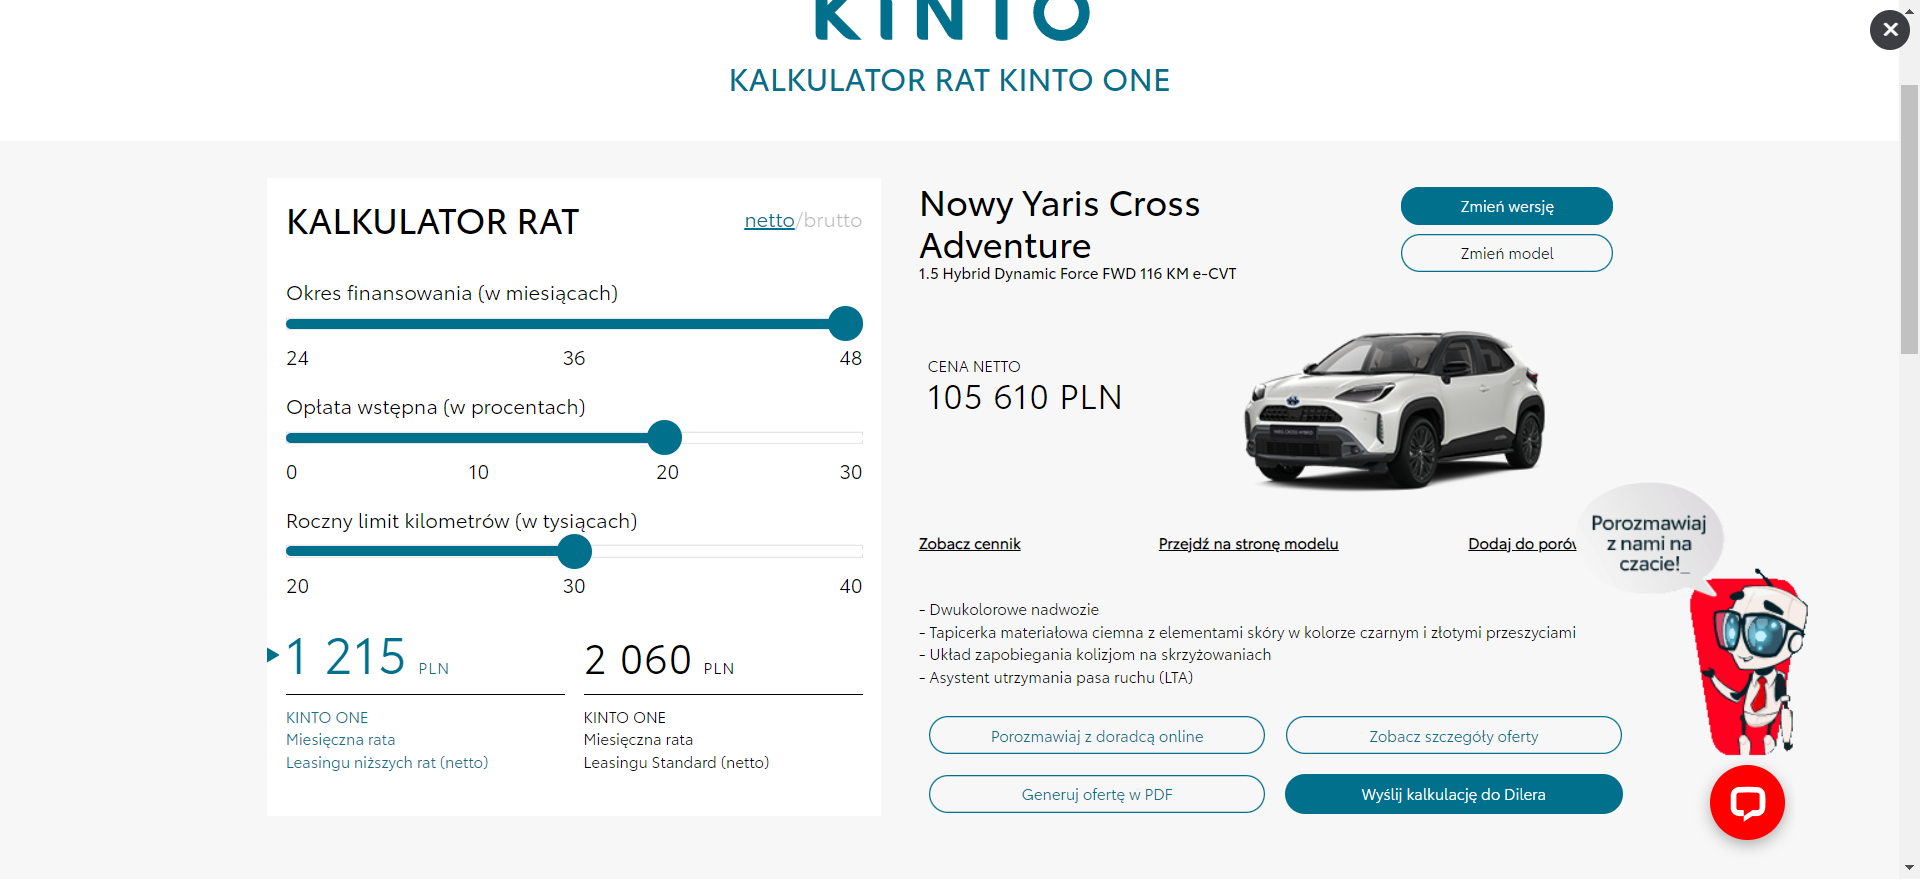 KINTO
KALKULATOR RAT KINTO ONE
KALKULATOR RAT
netto/brutto
Okres finansowania (w miesiącach)
24 36 48
Opłata wstępna (w procentach)
0 10 20 30
Roczny limit kilometrów (w tysiącach)
20 30 40
1 215 PLN
KINTO ONE
Miesięczna rata
Leasingu niższych rat (netto)
2 060 PLN
KINTO ONE
Miesięczna rata
Leasingu Standard (netto)
Nowy Yaris Cross
Adventure
1.5 Hybrid Dynamic Force FWD 116 KM e-CVT
Zmień wersję
Zmień model
CENA NETTO
105 610 PLN
YARIS CROSS HYBRID
Zobacz cennik
Przejdź na stronę modelu
Dodaj do porów
Porozmawiaj
z nami na
czacie!_
- Dwukolorowe nadwozie
- Tapicerka materiałowa ciemna z elementami skóry w kolorze czarnym i złotymi przeszyciami
- Układ zapobiegania kolizjom na skrzyżowaniach
- Asystent utrzymania pasa ruchu (LTA)
Porozmawiaj z doradcą online
Zobacz szczegóły oferty
Generuj ofertę w PDF
Wyślij kalkulację do Dilera